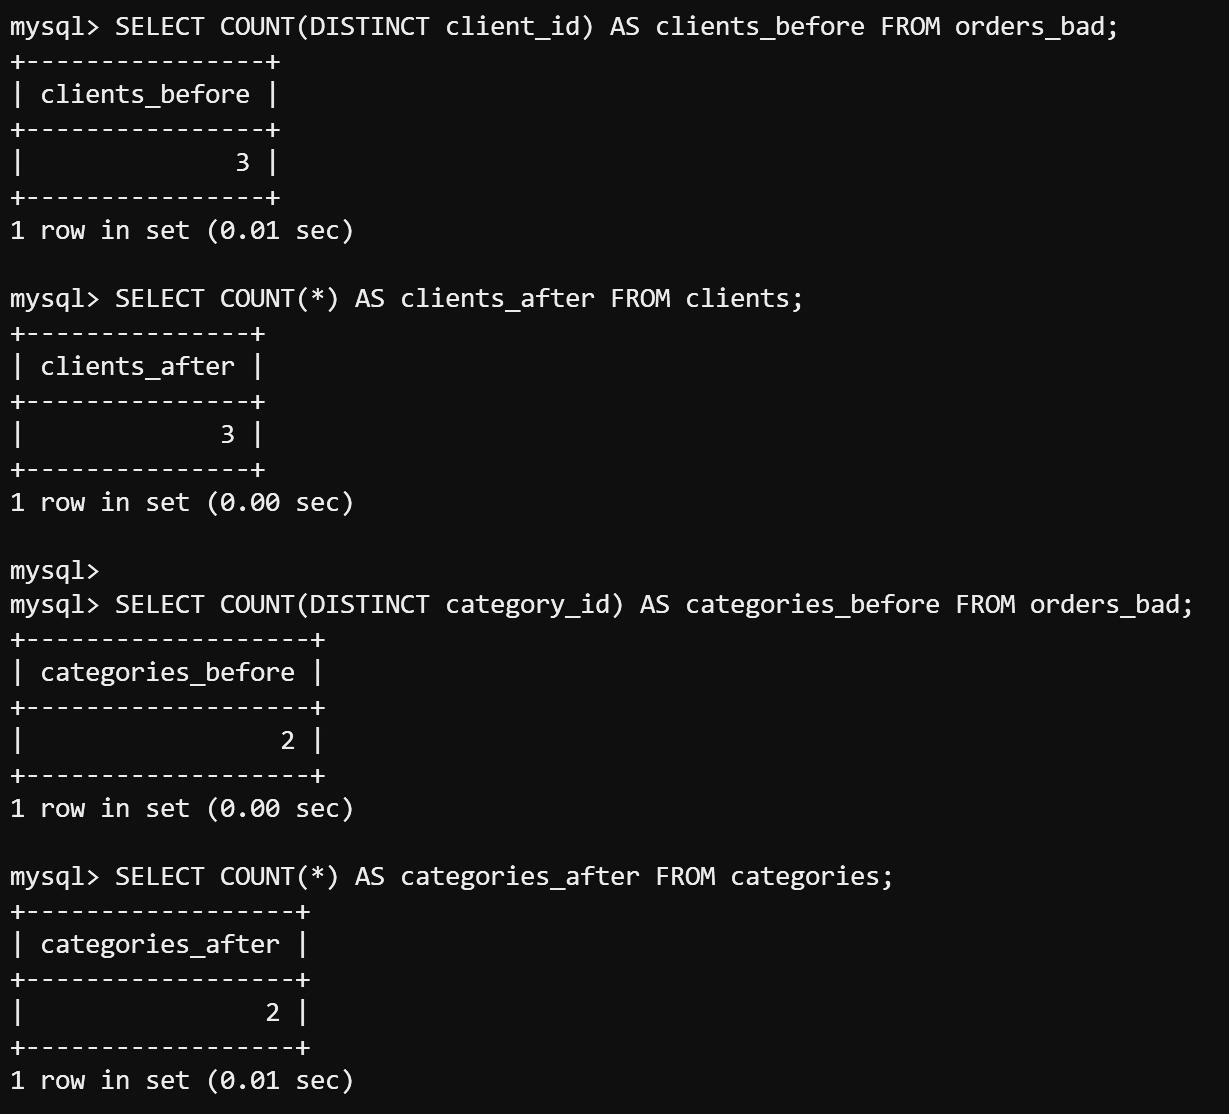 mysql> SELECT COUNT(DISTINCT client_id) AS clients_before FROM orders_bad;
+----------------+
| clients_before |
+----------------+
|              3 |
+----------------+
1 row in set (0.01 sec)

mysql> SELECT COUNT(*) AS clients_after FROM clients;
+---------------+
| clients_after |
+---------------+
|             3 |
+---------------+
1 row in set (0.00 sec)

mysql>
mysql> SELECT COUNT(DISTINCT category_id) AS categories_before FROM orders_bad;
+-------------------+
| categories_before |
+-------------------+
|                 2 |
+-------------------+
1 row in set (0.00 sec)

mysql> SELECT COUNT(*) AS categories_after FROM categories;
+------------------+
| categories_after |
+------------------+
|                2 |
+------------------+
1 row in set (0.01 sec)